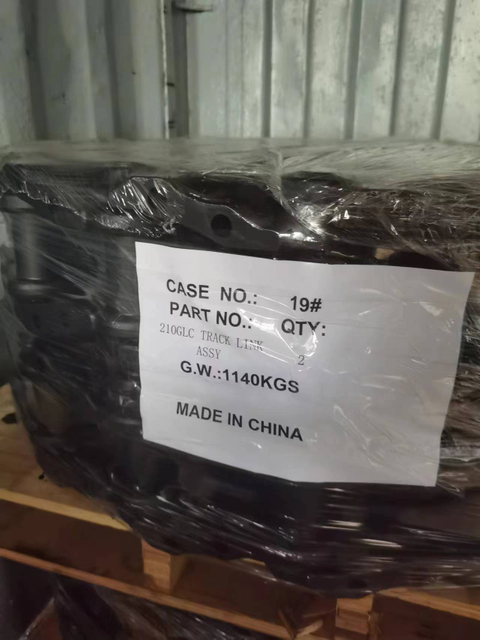 CASE NO.: 19#
PART NO.: QTY:
210GLC TRACK LINK
ASSY 2
G.W.:1140KGS
MADE IN CHINA